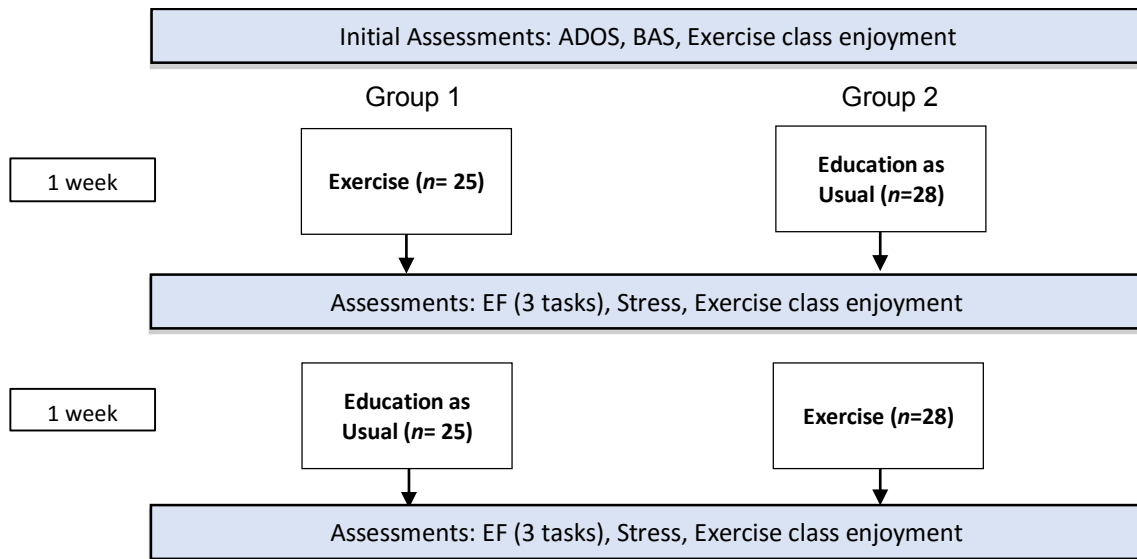 Initial Assessments: ADOS, BAS, Exercise class enjoyment
Group 1
Group 2
1 week
Exercise (n= 25)
Education as
Usual (n=28)
Assessments: EF (3 tasks), Stress, Exercise class enjoyment
1 week
Education as
Usual (n= 25)
Exercise (n=28)
Assessments: EF (3 tasks), Stress, Exercise class enjoyment